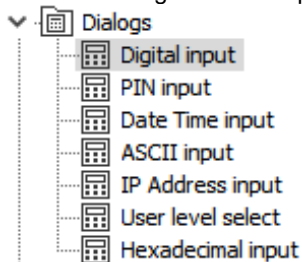 Dialogs
Digital input
PIN input
Date Time input
ASCII input
IP Address input
User level select
Hexadecimal input